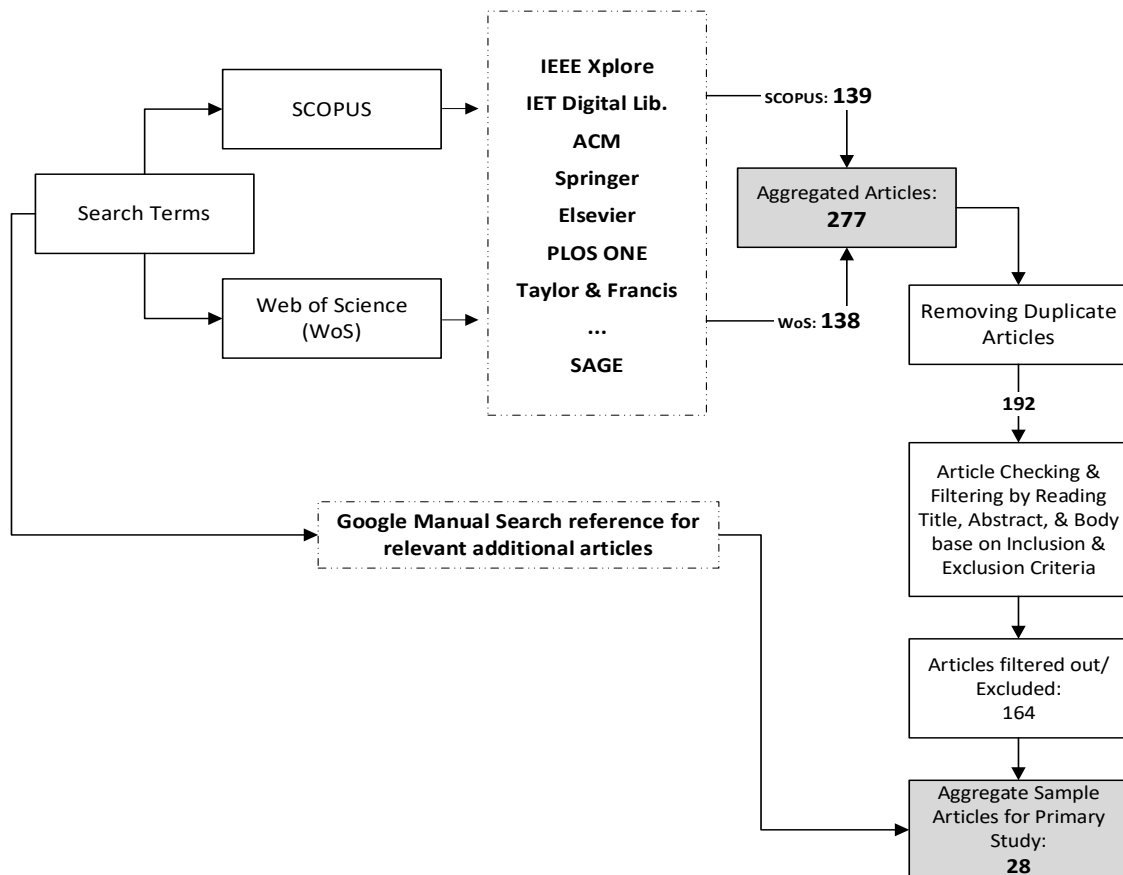 SCOPUS
Search Terms
Web of Science
(WoS)
IEEE Xplore
IET Digital Lib.
ACM
Springer
Elsevier
PLOS ONE
Taylor & Francis
...
SAGE
SCOPUS: 139
Aggregated Articles:
277
WoS: 138
Removing Duplicate
Articles
192
Article Checking &
Filtering by Reading
Title, Abstract, & Body
base on Inclusion &
Exclusion Criteria
Google Manual Search reference for
relevant additional articles
Articles filtered out/
Excluded:
164
Aggregate Sample
Articles for Primary
Study:
28